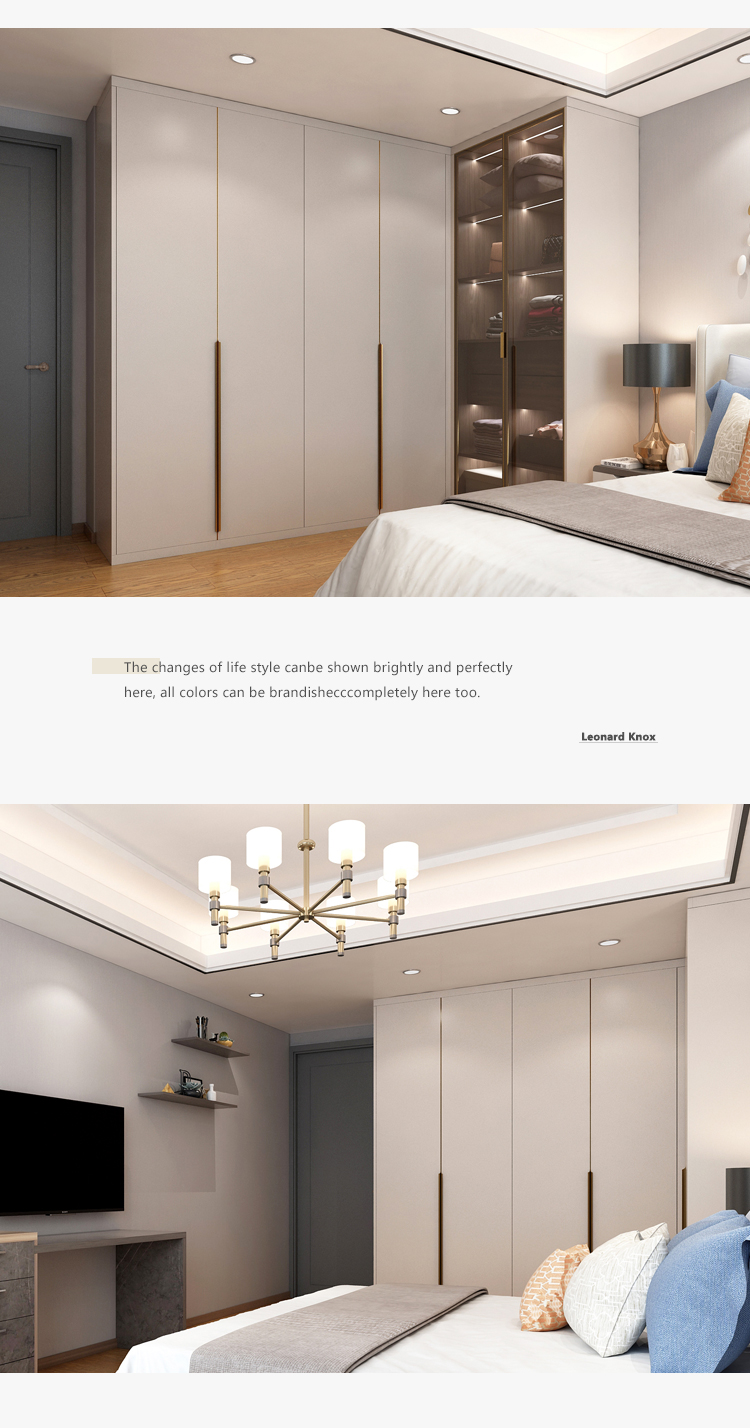 The changes of life style canbe shown brightly and perfectly
here, all colors can be brandishecccompletely here too.
Leonard Knox